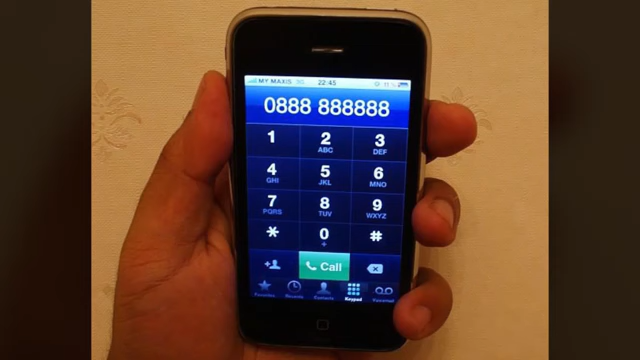 MY MAXIS 3G 22:45
0888 888888
1 2 3
ABC DEF
4 5 6
GHI JKL MNO
7 8 9
PQRS TUV WXYZ
* 0 #
+
+ Call
Favorites Recents Contacts Keypad Voicemail